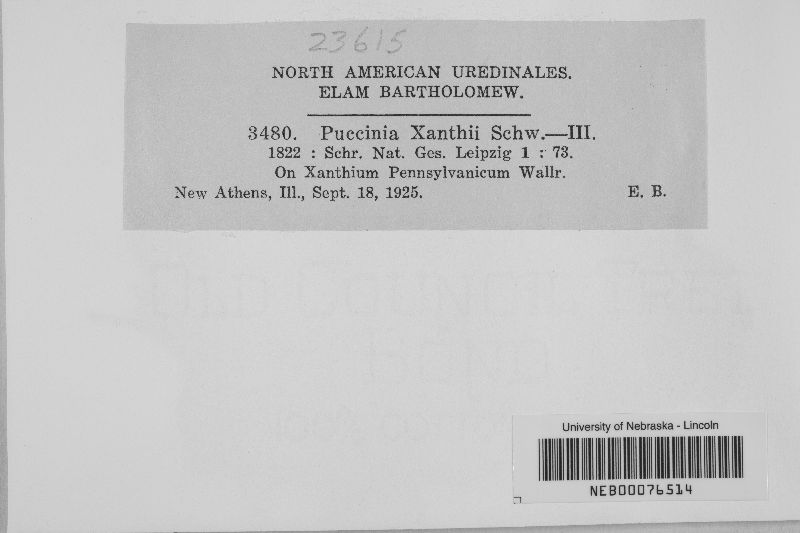 23615
NORTH AMERICAN UREDINALES.
ELAM BARTHOLOMEW.
3480. Puccinia Xanthii Schw.—III.
1822 : Schr. Nat. Ges. Leipzig 1 : 73.
On Xanthium Pennsylvanicum Wallr.
New Athens, Ill., Sept. 18, 1925. E. B.
University of Nebraska - Lincoln
NEB00076514